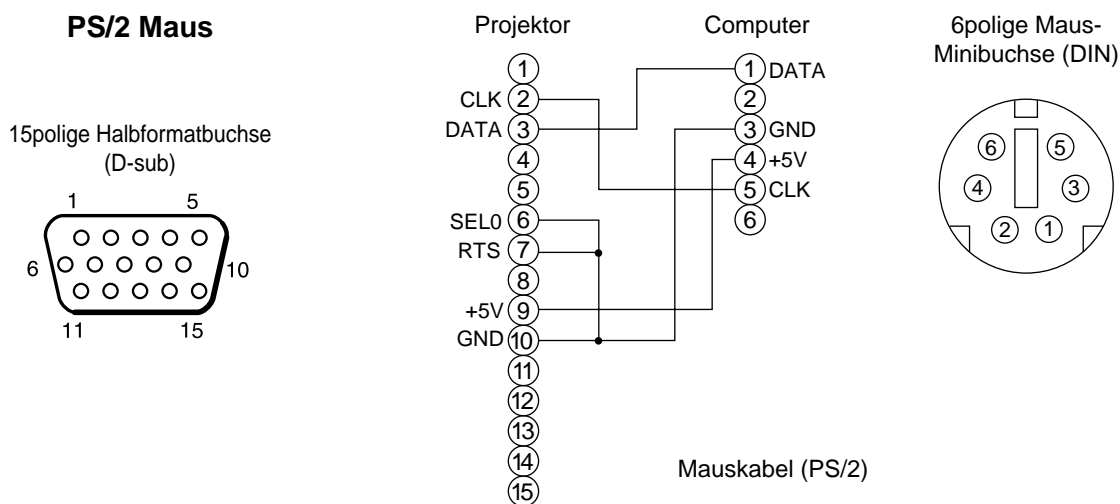 PS/2 Maus
15polige Halbformatbuchse
(D-sub)
1 5
6 10
11 15
Projektor
1
CLK 2
DATA 3
4
5
SEL0 6
RTS 7
8
+5V 9
GND 10
11
12
13
14
15
Computer
1 DATA
2
3 GND
4 +5V
5 CLK
6
Mauskabel (PS/2)
6polige Maus-
Minibuchse (DIN)
6 5
4 3
2 1